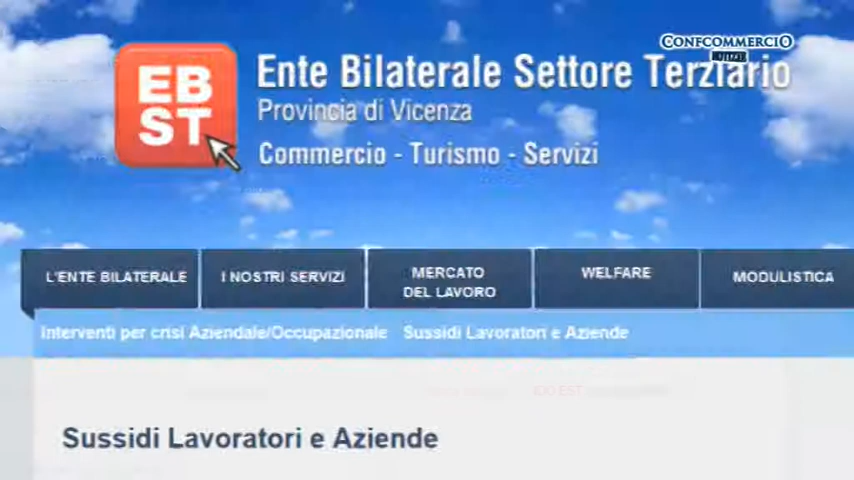 CONFCOMMERCIO
EB
ST
Ente Bilaterale Settore Terziario
Provincia di Vicenza
Commercio - Turismo - Servizi
L'ENTE BILATERALE
I NOSTRI SERVIZI
MERCATO
DEL LAVORO
WELFARE
MODULISTICA
Interventi per crisi Aziendale/Occupazionale
Sussidi Lavoratori e Aziende
Sussidi Lavoratori e Aziende